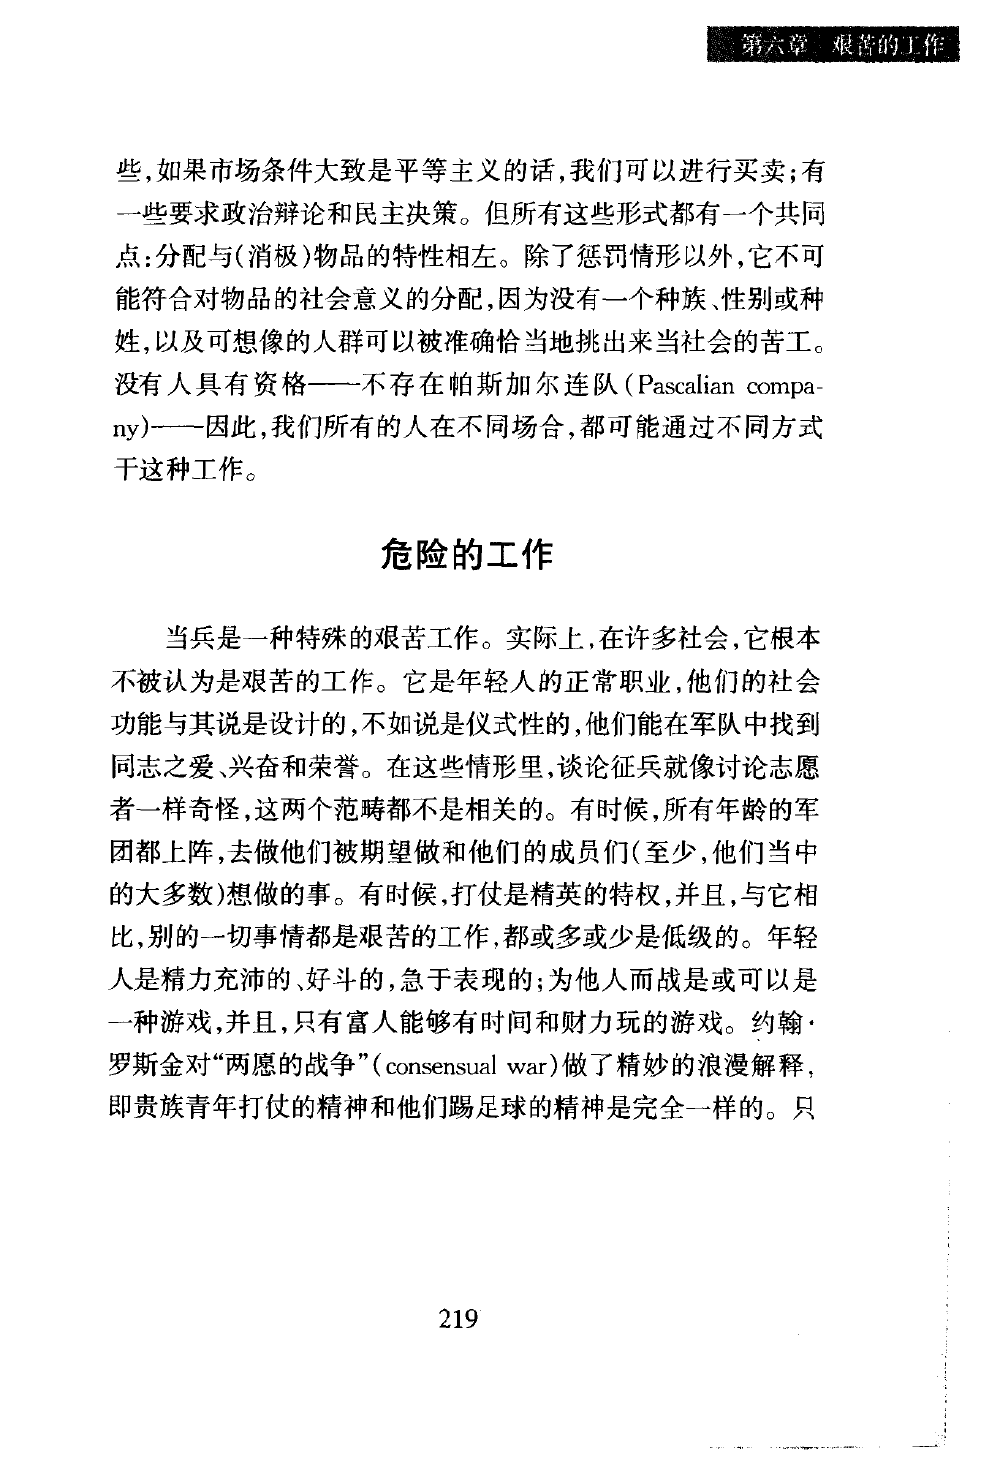 第六章 艰苦的工作
些,如果市场条件大致是平等主义的话,我们可以进行买卖;有
一些要求政治辩论和民主决策。但所有这些形式都有一个共同
点:分配与(消极)物品的特性相左。除了惩罚情形以外,它不可
能符合对物品的社会意义的分配,因为没有一个种族、性别或种
姓,以及可想像的人群可以被准确恰当地挑出来当社会的苦工。
没有人具有资格——不存在帕斯加尔连队(Pascalian compa-
ny)——因此,我们所有的人在不同场合,都可能通过不同方式
干这种工作。
危险的工作
当兵是一种特殊的艰苦工作。实际上,在许多社会,它根本
不被认为是艰苦的工作。它是年轻人的正常职业,他们的社会
功能与其说是设计的,不如说是仪式性的,他们能在军队中找到
同志之爱、兴奋和荣誉。在这些情形里,谈论征兵就像讨论志愿
者一样奇怪,这两个范畴都不是相关的。有时候,所有年龄的军
团都上阵,去做他们被期望做和他们的成员们(至少,他们当中
的大多数)想做的事。有时候,打仗是精英的特权,并且,与它相
比,别的一切事情都是艰苦的工作,都或多或少是低级的。年轻
人是精力充沛的、好斗的,急于表现的;为他人而战是或可以是
一种游戏,并且,只有富人能够有时间和财力玩的游戏。约翰·
罗斯金对“两愿的战争”(consensual war)做了精妙的浪漫解释,
即贵族青年打仗的精神和他们踢足球的精神是完全一样的。只
219